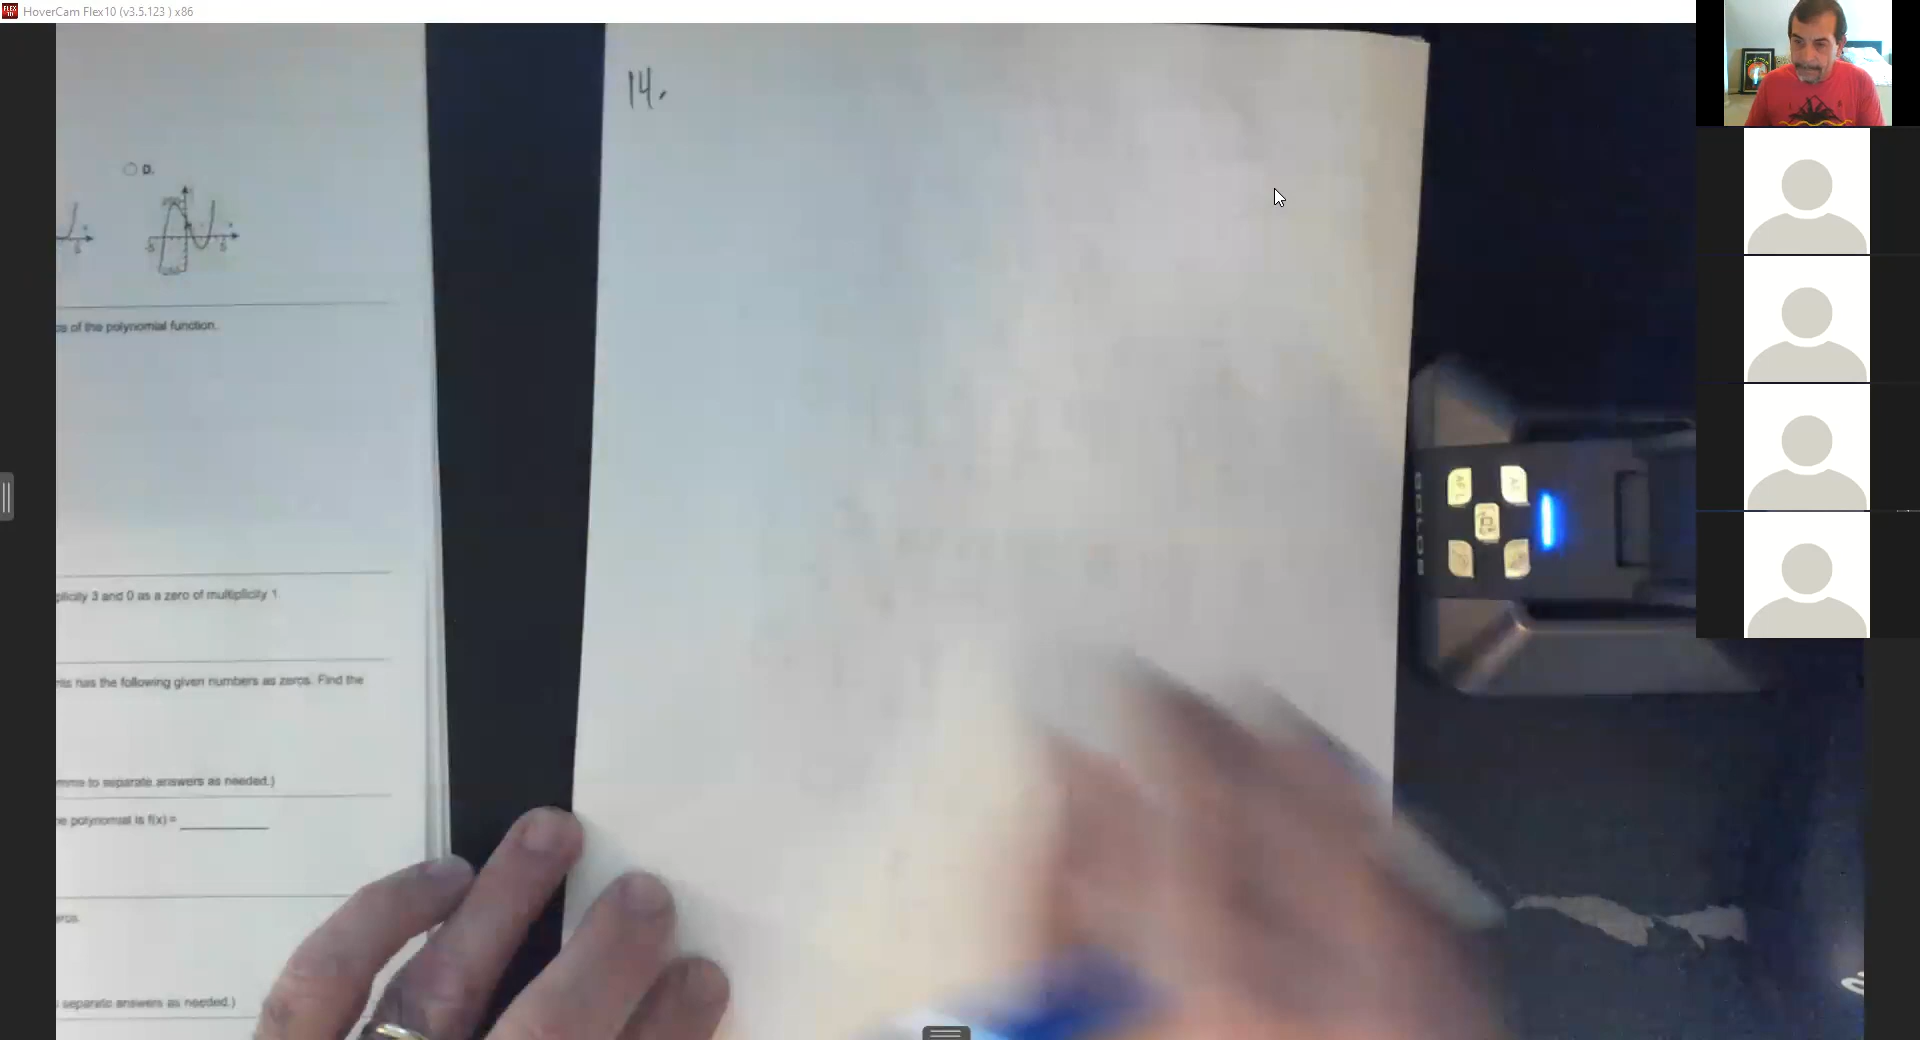 HoverCam Flex10 (v3.5.123 ) x86
14.
D.
of the polynomial function.
plicity 3 and 0 as a zero of multiplicity 1
has the following given numbers as zeros. Find the
to separate answers as needed.)
polynomial is f(x) =
separate answers as needed.)